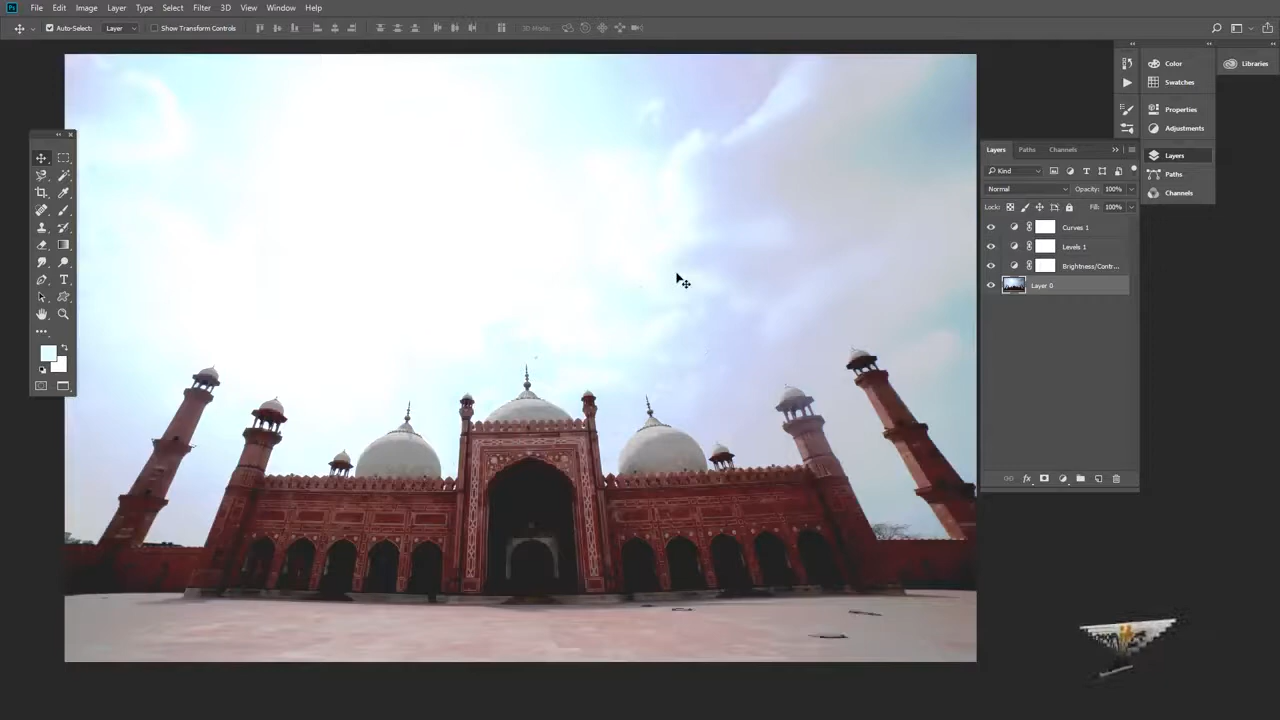 Ps File Edit Image Layer Type Select Filter 3D View Window Help
Auto-Select: Layer Show Transform Controls
Color
Libraries
Swatches
Properties
Adjustments
Layers Paths Channels
Layers
Kind
Paths
Normal Opacity: 100%
Channels
Lock: Fill: 100%
Curves 1
Levels 1
Brightness/Contr...
Layer 0
fx